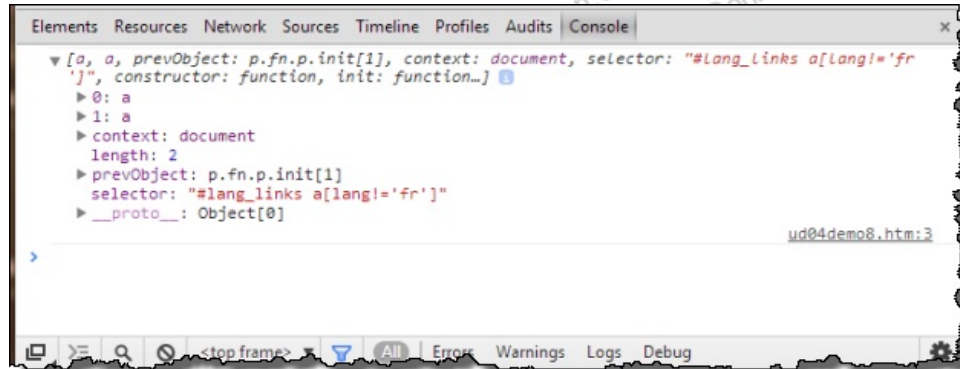 Elements Resources Network Sources Timeline Profiles Audits Console ×
▼ [a, a, prevObject: p.fn.p.init[1], context: document, selector: "#lang_links a[lang!='fr
']", constructor: function, init: function…]
▶ 0: a
▶ 1: a
▶ context: document
length: 2
▶ prevObject: p.fn.p.init[1]
selector: "#lang_links a[lang!='fr']"
▶ __proto__: Object[0]
ud04demo8.htm:3
>
<top frame> ▼ All Errors Warnings Logs Debug